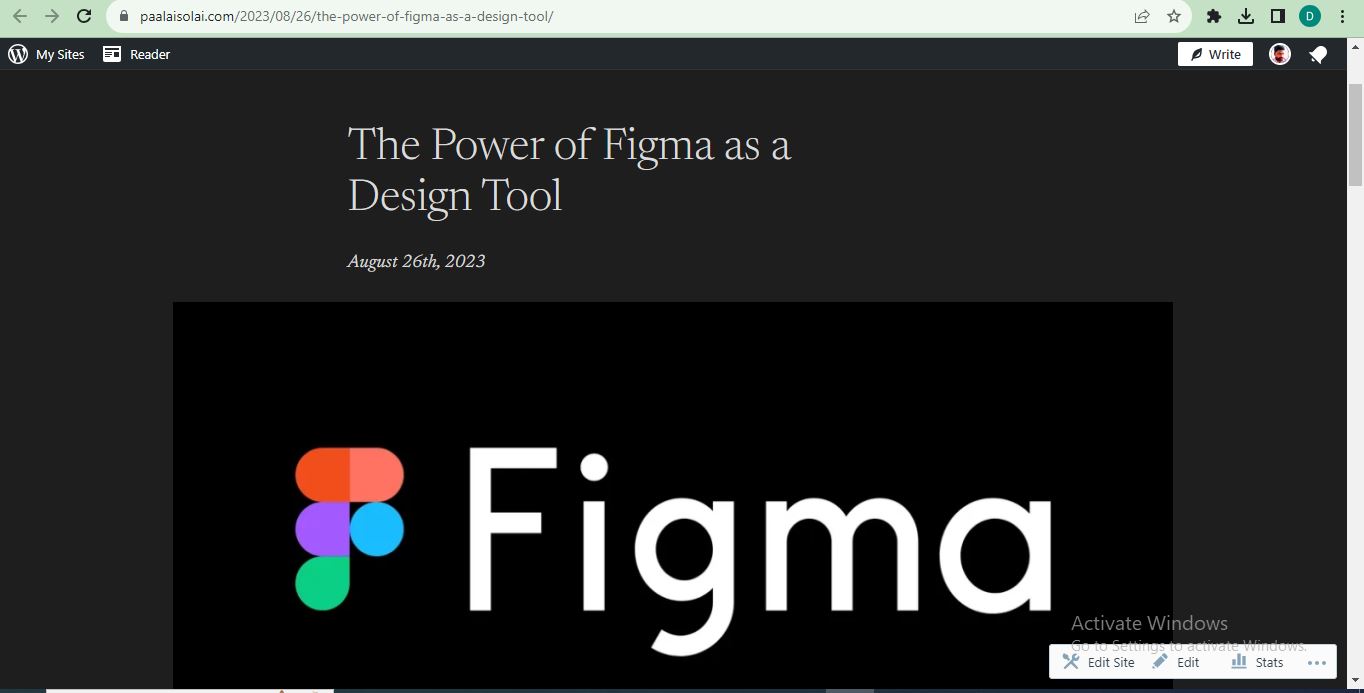 paalaisolai.com/2023/08/26/the-power-of-figma-as-a-design-tool/
D
My Sites
Reader
Write
The Power of Figma as a
Design Tool
August 26th, 2023
Figma
Activate Windows
Go to Settings to activate Windows.
Edit Site
Edit
Stats